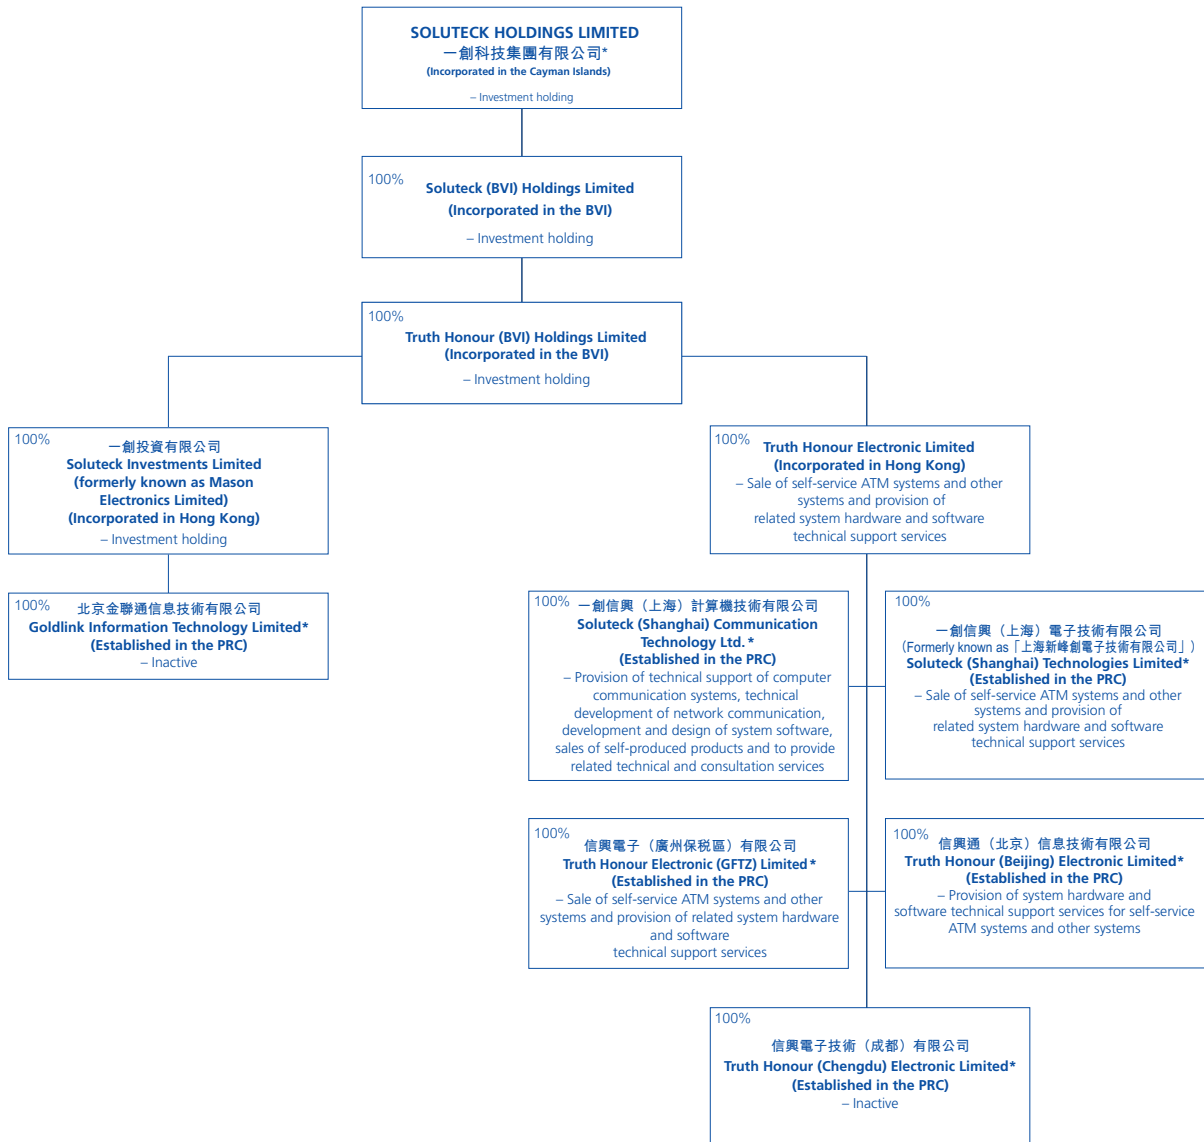 SOLUTECK HOLDINGS LIMITED
一創科技集團有限公司*
(Incorporated in the Cayman Islands)
– Investment holding
100%
Soluteck (BVI) Holdings Limited
(Incorporated in the BVI)
– Investment holding
100%
Truth Honour (BVI) Holdings Limited
(Incorporated in the BVI)
– Investment holding
100%
一創投資有限公司
Soluteck Investments Limited
(formerly known as Mason
Electronics Limited)
(Incorporated in Hong Kong)
– Investment holding
100%
Truth Honour Electronic Limited
(Incorporated in Hong Kong)
– Sale of self-service ATM systems and other
systems and provision of
related system hardware and software
technical support services
100%
北京金聯通信息技術有限公司
Goldlink Information Technology Limited*
(Established in the PRC)
– Inactive
100%
一創信興（上海）計算機技術有限公司
Soluteck (Shanghai) Communication
Technology Ltd. *
(Established in the PRC)
– Provision of technical support of computer
communication systems, technical
development of network communication,
development and design of system software,
sales of self-produced products and to provide
related technical and consultation services
100%
一創信興（上海）電子技術有限公司
(Formerly known as「上海新峰創電子技術有限公司」)
Soluteck (Shanghai) Technologies Limited*
(Established in the PRC)
– Sale of self-service ATM systems and other
systems and provision of
related system hardware and software
technical support services
100%
信興電子（廣州保税區）有限公司
Truth Honour Electronic (GFTZ) Limited*
(Established in the PRC)
– Sale of self-service ATM systems and other
systems and provision of related system hardware
and software
technical support services
100%
信興通（北京）信息技術有限公司
Truth Honour (Beijing) Electronic Limited*
(Established in the PRC)
– Provision of system hardware and
software technical support services for self-service
ATM systems and other systems
100%
信興電子技術（成都）有限公司
Truth Honour (Chengdu) Electronic Limited*
(Established in the PRC)
– Inactive